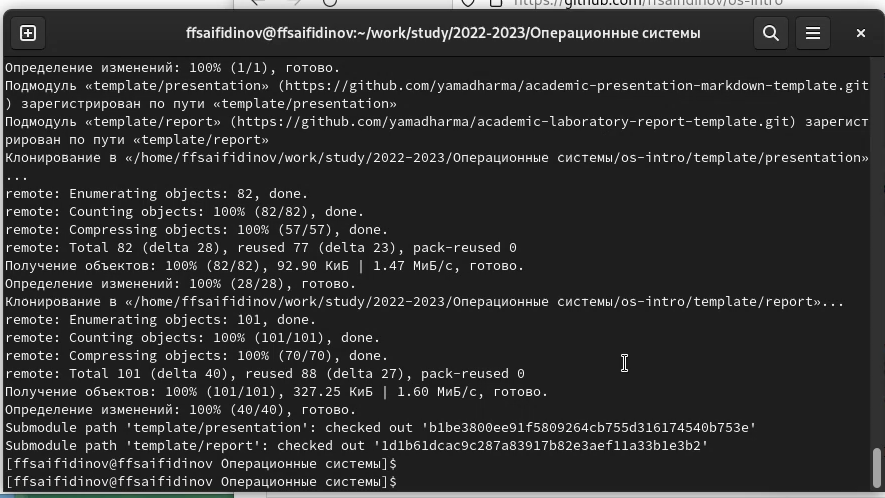 https://github.com/ffsaifidinov/os-intro
ffsaifidinov@ffsaifidinov:~/work/study/2022-2023/Операционные системы
Определение изменений: 100% (1/1), готово.
Подмодуль «template/presentation» (https://github.com/yamadharma/academic-presentation-markdown-template.git
) зарегистрирован по пути «template/presentation»
Подмодуль «template/report» (https://github.com/yamadharma/academic-laboratory-report-template.git) зарегист
рирован по пути «template/report»
Клонирование в «/home/ffsaifidinov/work/study/2022-2023/Операционные системы/os-intro/template/presentation»
...
remote: Enumerating objects: 82, done.
remote: Counting objects: 100% (82/82), done.
remote: Compressing objects: 100% (57/57), done.
remote: Total 82 (delta 28), reused 77 (delta 23), pack-reused 0
Получение объектов: 100% (82/82), 92.90 КиБ | 1.47 МиБ/с, готово.
Определение изменений: 100% (28/28), готово.
Клонирование в «/home/ffsaifidinov/work/study/2022-2023/Операционные системы/os-intro/template/report»...
remote: Enumerating objects: 101, done.
remote: Counting objects: 100% (101/101), done.
remote: Compressing objects: 100% (70/70), done.
remote: Total 101 (delta 40), reused 88 (delta 27), pack-reused 0
Получение объектов: 100% (101/101), 327.25 КиБ | 1.60 МиБ/с, готово.
Определение изменений: 100% (40/40), готово.
Submodule path 'template/presentation': checked out 'b1be3800ee91f5809264cb755d316174540b753e'
Submodule path 'template/report': checked out '1d1b61dcac9c287a83917b82e3aef11a33b1e3b2'
[ffsaifidinov@ffsaifidinov Операционные системы]$
[ffsaifidinov@ffsaifidinov Операционные системы]$